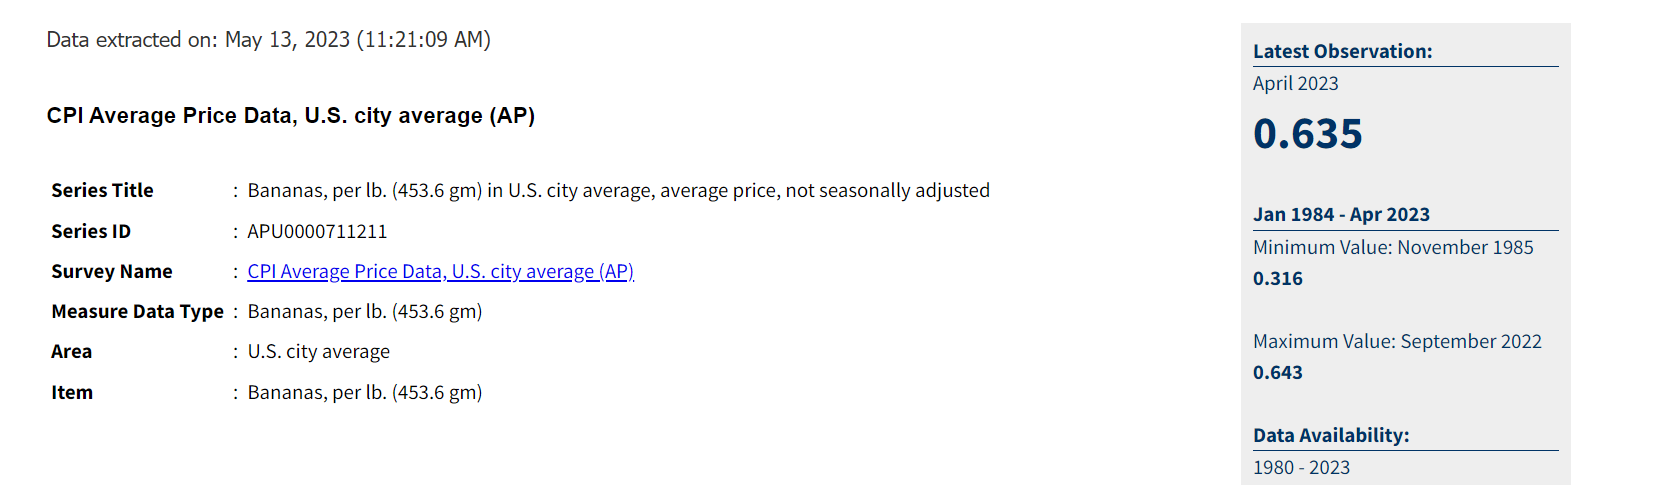 Data extracted on: May 13, 2023 (11:21:09 AM)
CPI Average Price Data, U.S. city average (AP)
Series Title : Bananas, per lb. (453.6 gm) in U.S. city average, average price, not seasonally adjusted
Series ID : APU0000711211
Survey Name : CPI Average Price Data, U.S. city average (AP)
Measure Data Type : Bananas, per lb. (453.6 gm)
Area : U.S. city average
Item : Bananas, per lb. (453.6 gm)
Latest Observation:
April 2023
0.635
Jan 1984 - Apr 2023
Minimum Value: November 1985
0.316
Maximum Value: September 2022
0.643
Data Availability:
1980 - 2023